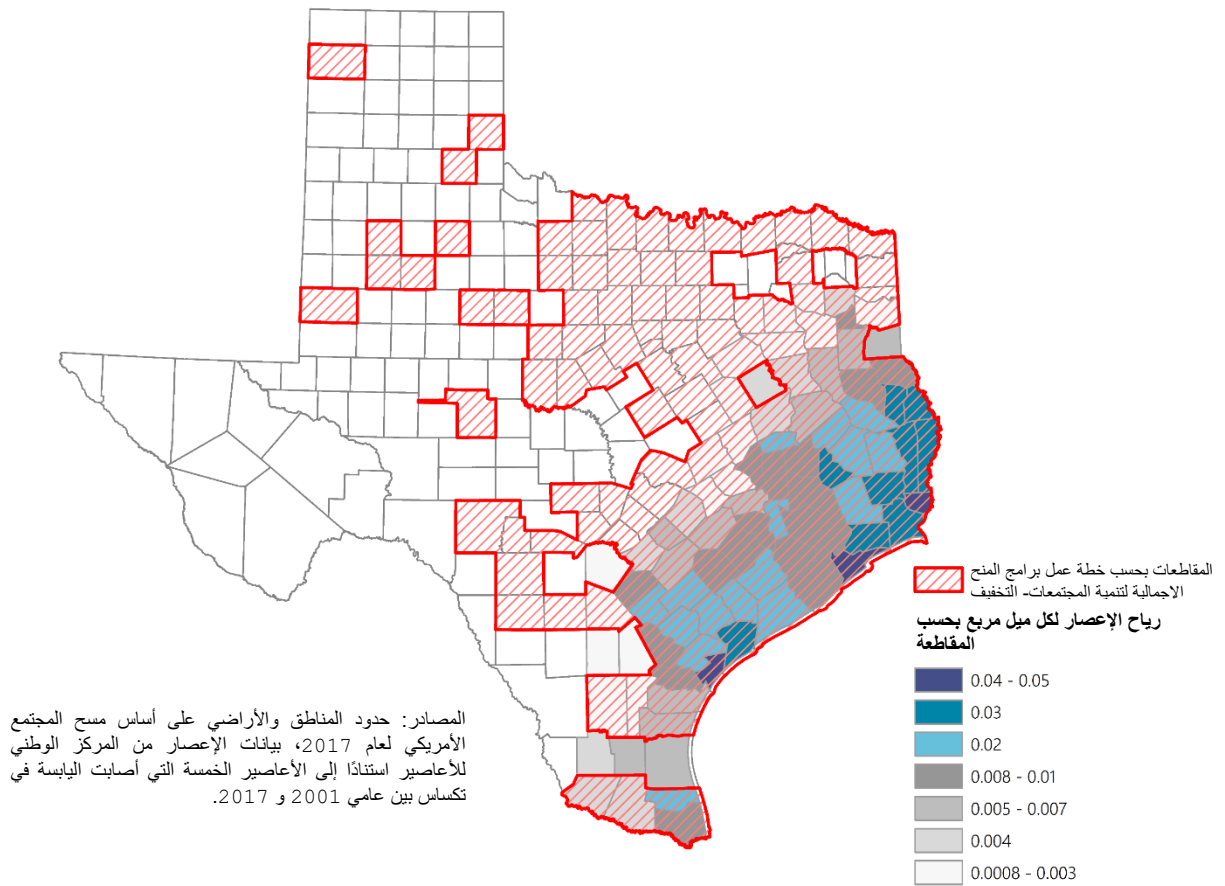 المقاطعات بحسب خطة عمل برامج المنح
الاجمالية لتنمية المجتمعات- التخفيف
رياح الإعصار لكل ميل مربع بحسب
المقاطعة
0.04 - 0.05
0.03
0.02
0.008 - 0.01
0.005 - 0.007
0.004
0.0008 - 0.003
المصادر: حدود المناطق والأراضي على أساس مسح المجتمع
الأمريكي لعام 2017، بيانات الإعصار من المركز الوطني
للأعاصير استنادًا إلى الأعاصير الخمسة التي أصابت اليابسة في
تكساس بين عامي 2001 و 2017.